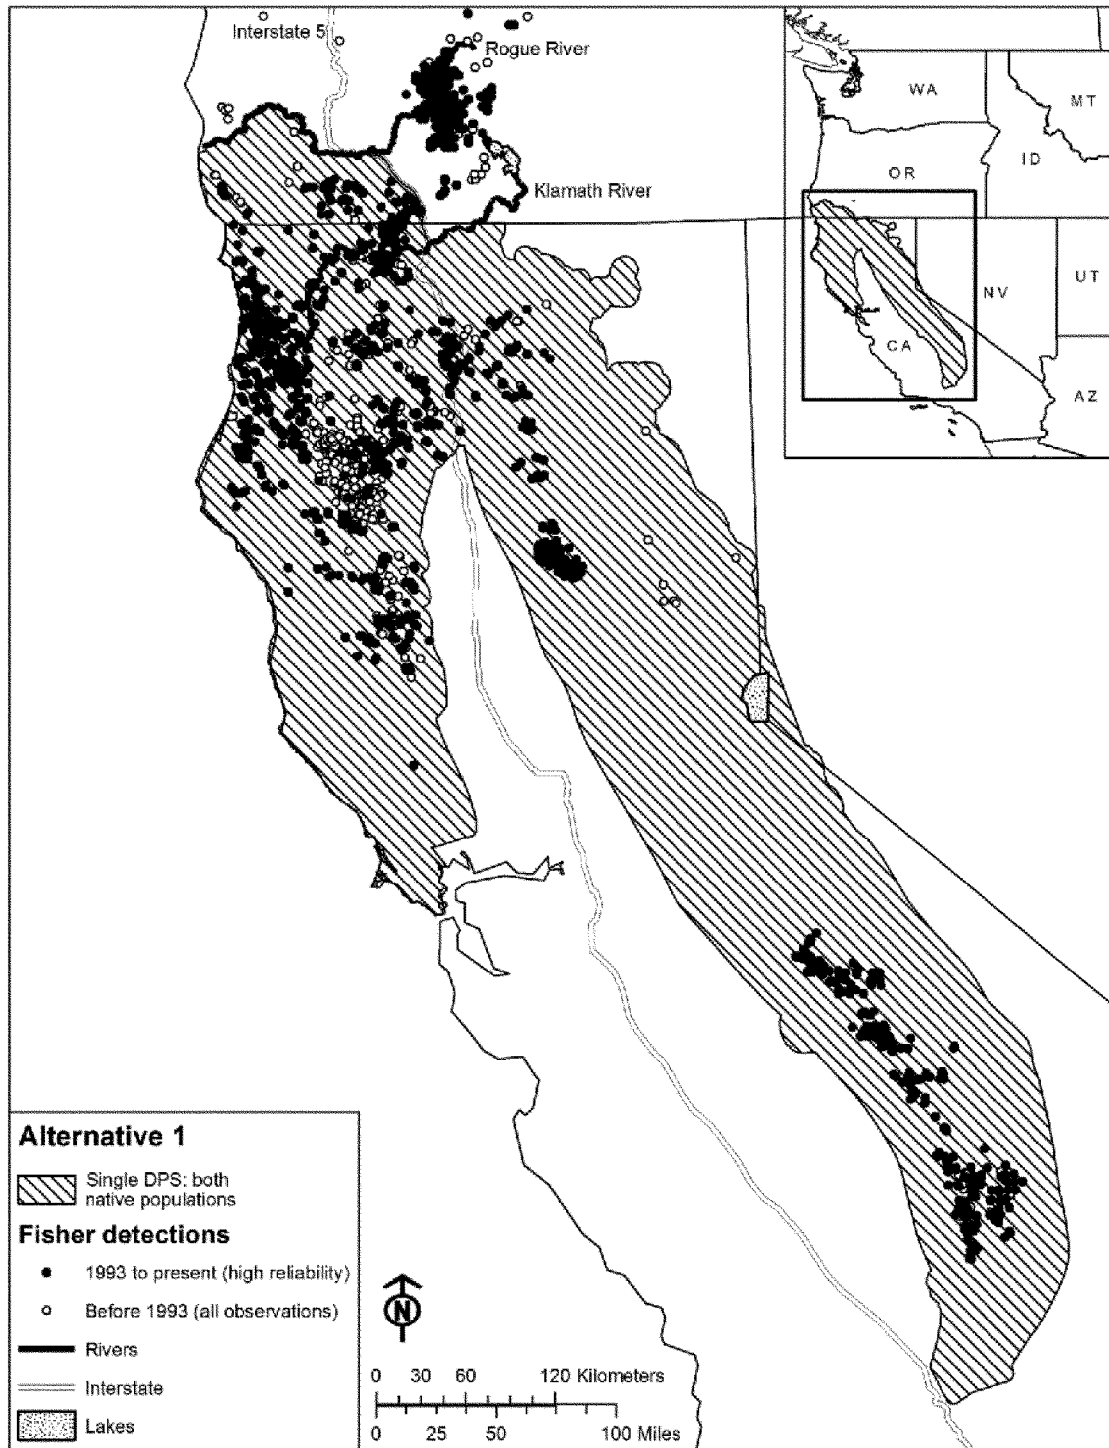 Interstate 5
Rogue River
Klamath River
WA
MT
OR
ID
NV
UT
CA
AZ
Alternative 1
Single DPS: both
native populations
Fisher detections
1993 to present (high reliability)
Before 1993 (all observations)
Rivers
Interstate
Lakes
N
0 30 60 120 Kilometers
0 25 50 100 Miles